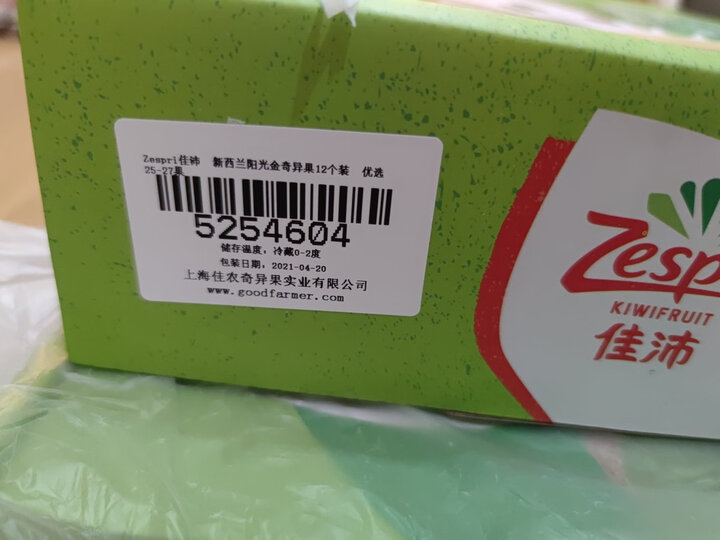 Zespri佳沛 新西兰阳光金奇异果12个装 优选
25-27果
5254604
储存温度：冷藏0-2度
包装日期：2021-04-20
上海佳农奇异果实业有限公司
www.goodfarmer.com
Zespri
KIWIFRUIT
佳沛